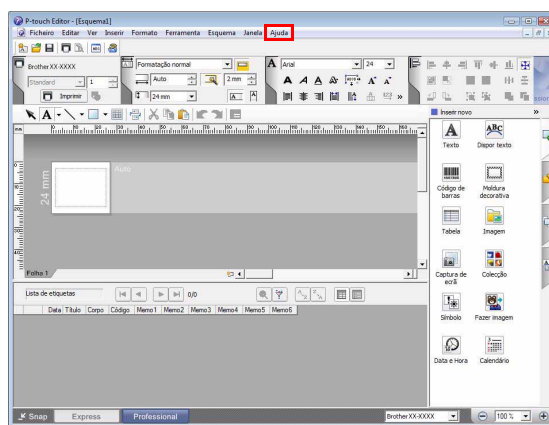 P-touch Editor - [Esquema1]
Ficheiro Editar Ver Inserir Formato Ferramenta Esquema Janela Ajuda
Brother XX-XXXX
Formatação normal
Arial
24
Standard
1
Auto
2 mm
Imprimir
24 mm
Inserir novo
A
ABC
Texto
Dispor texto
24 mm
Auto
Código de barras
Moldura decorativa
Tabela
Imagem
Captura de ecrã
Colecção
Símbolo
Fazer imagem
Data e Hora
Calendário
Folha 1
Lista de etiquetas
0/0
Data Título Corpo Código Memo1 Memo2 Memo3 Memo4 Memo5 Memo6
Snap
Express
Professional
Brother XX-XXXX
100 %